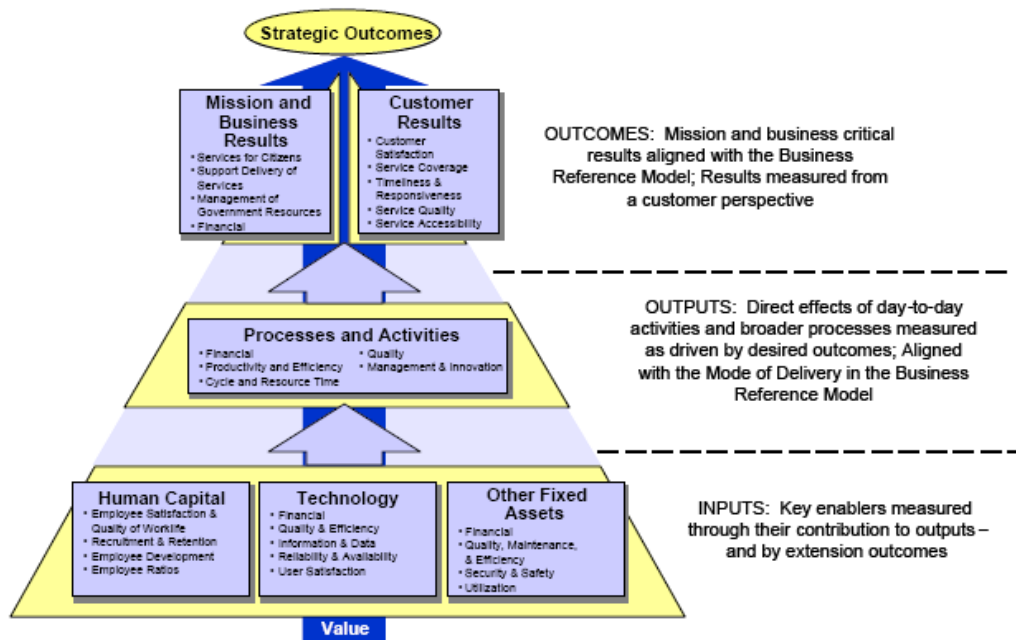 Strategic Outcomes
Mission and
Business
Results
• Services for Citizens
• Support Delivery of
Services
• Management of
Government Resources
• Financial
Customer
Results
• Customer
Satisfaction
• Service Coverage
• Timeliness &
Responsiveness
• Service Quality
• Service Accessibility
OUTCOMES: Mission and business critical
results aligned with the Business
Reference Model; Results measured from
a customer perspective
Processes and Activities
• Financial
• Productivity and Efficiency
• Cycle and Resource Time
• Quality
• Management & Innovation
OUTPUTS: Direct effects of day-to-day
activities and broader processes measured
as driven by desired outcomes; Aligned
with the Mode of Delivery in the Business
Reference Model
Human Capital
• Employee Satisfaction &
Quality of Worklife
• Recruitment & Retention
• Employee Development
• Employee Ratios
Technology
• Financial
• Quality & Efficiency
• Information & Data
• Reliability & Availability
• User Satisfaction
Other Fixed
Assets
• Financial
• Quality, Maintenance,
& Efficiency
• Security & Safety
• Utilization
INPUTS: Key enablers measured
through their contribution to outputs –
and by extension outcomes
Value